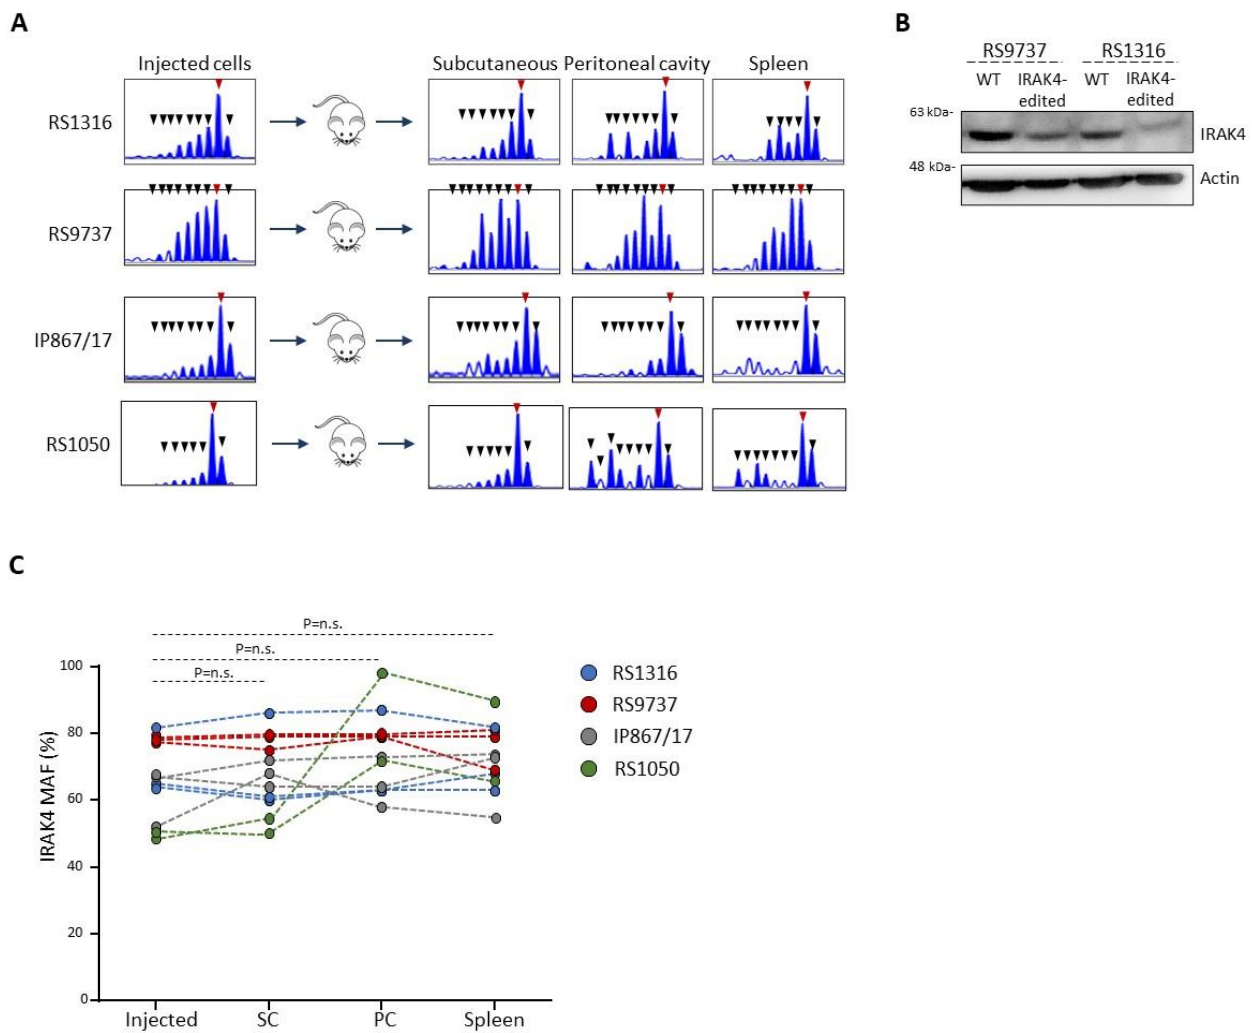 A
Injected cells
Subcutaneous
Peritoneal cavity
Spleen
RS1316
RS9737
IP867/17
RS1050
B
RS9737
RS1316
WT
IRAK4-
edited
WT
IRAK4-
edited
63 kDa-
IRAK4
48 kDa-
Actin
C
P=n.s.
P=n.s.
P=n.s.
100
80
60
40
20
0
IRAK4 MAF (%)
Injected
SC
PC
Spleen
RS1316
RS9737
IP867/17
RS1050